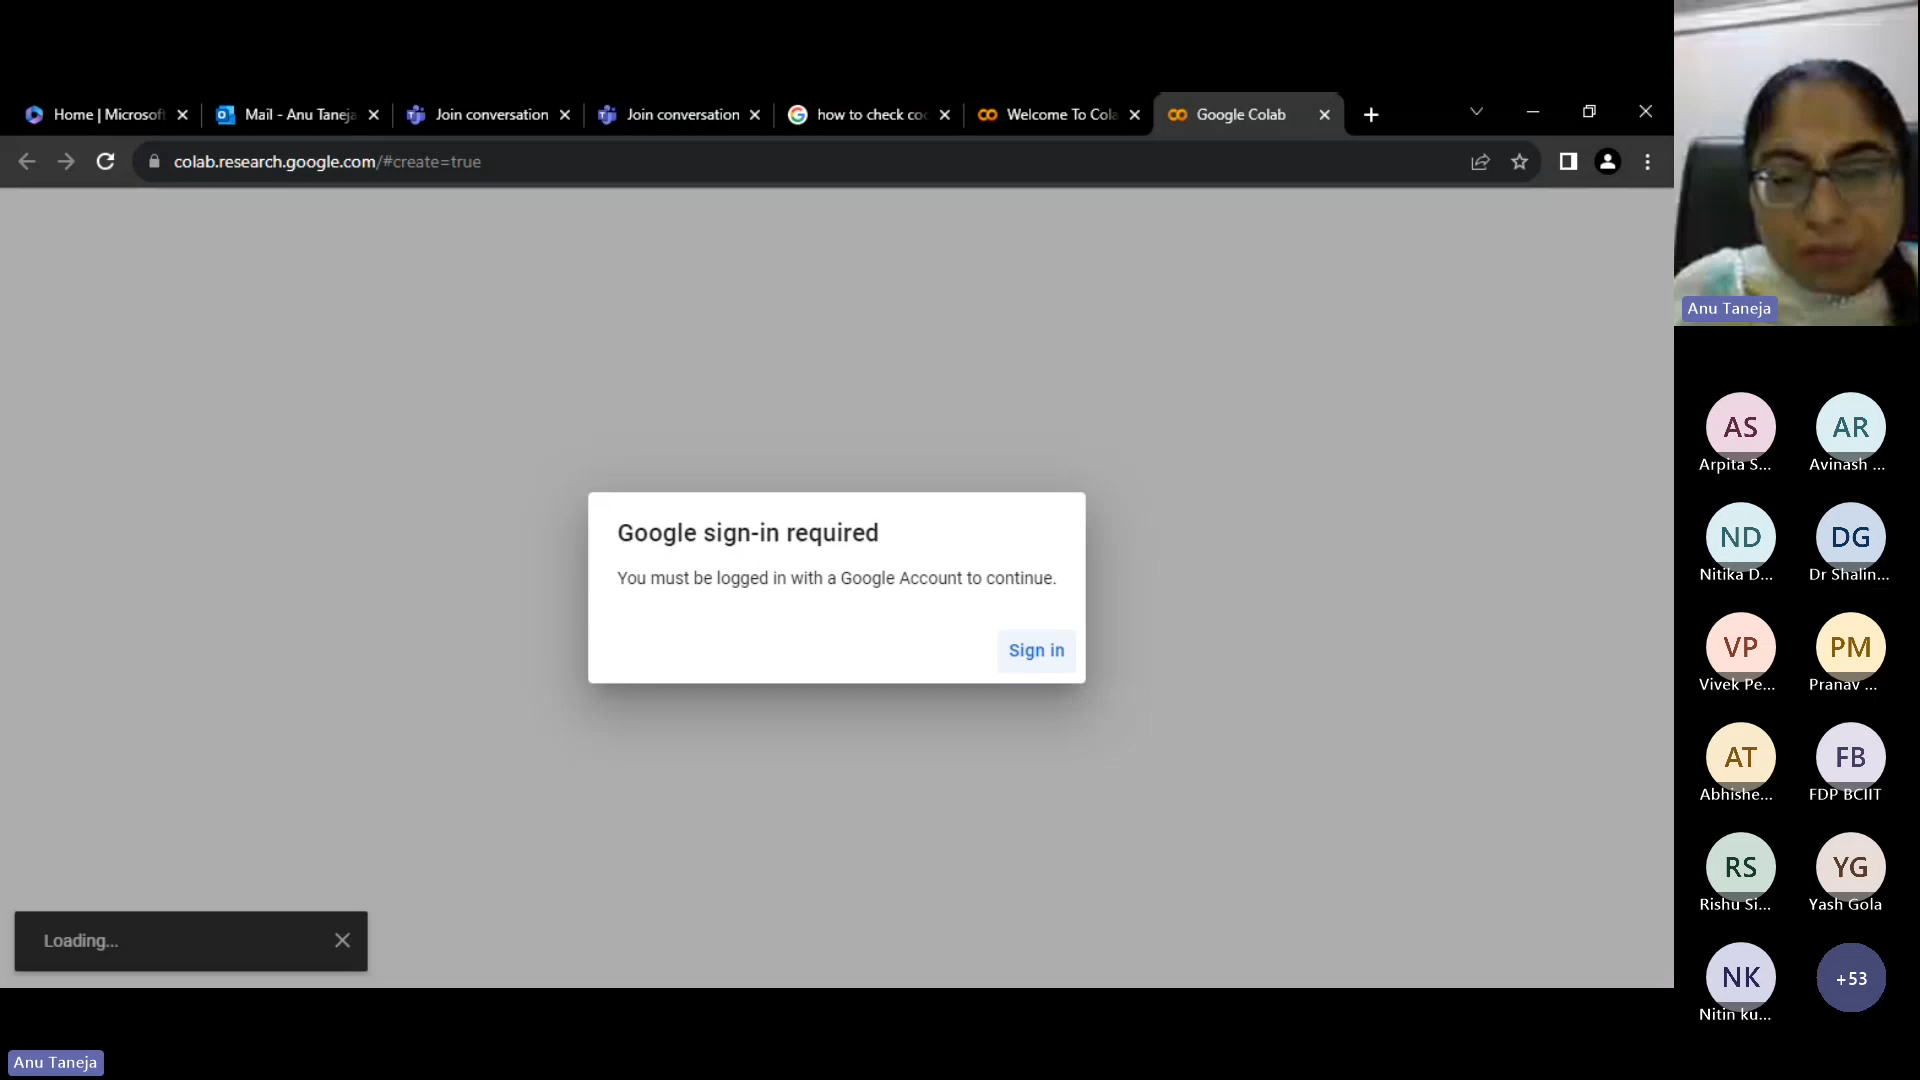 Home | Microsof
Mail - Anu Taneja
Join conversation
Join conversation
how to check coc
Welcome To Cola
Google Colab
colab.research.google.com/#create=true
Google sign-in required
You must be logged in with a Google Account to continue.
Sign in
Loading...
Anu Taneja
Anu Taneja
AS
AR
Arpita S...
Avinash ...
ND
DG
Nitika D...
Dr Shalin...
VP
PM
Vivek Pe...
Pranav ...
AT
FB
Abhishe...
FDP BCIIT
RS
YG
Rishu Si...
Yash Gola
NK
+53
Nitin ku...